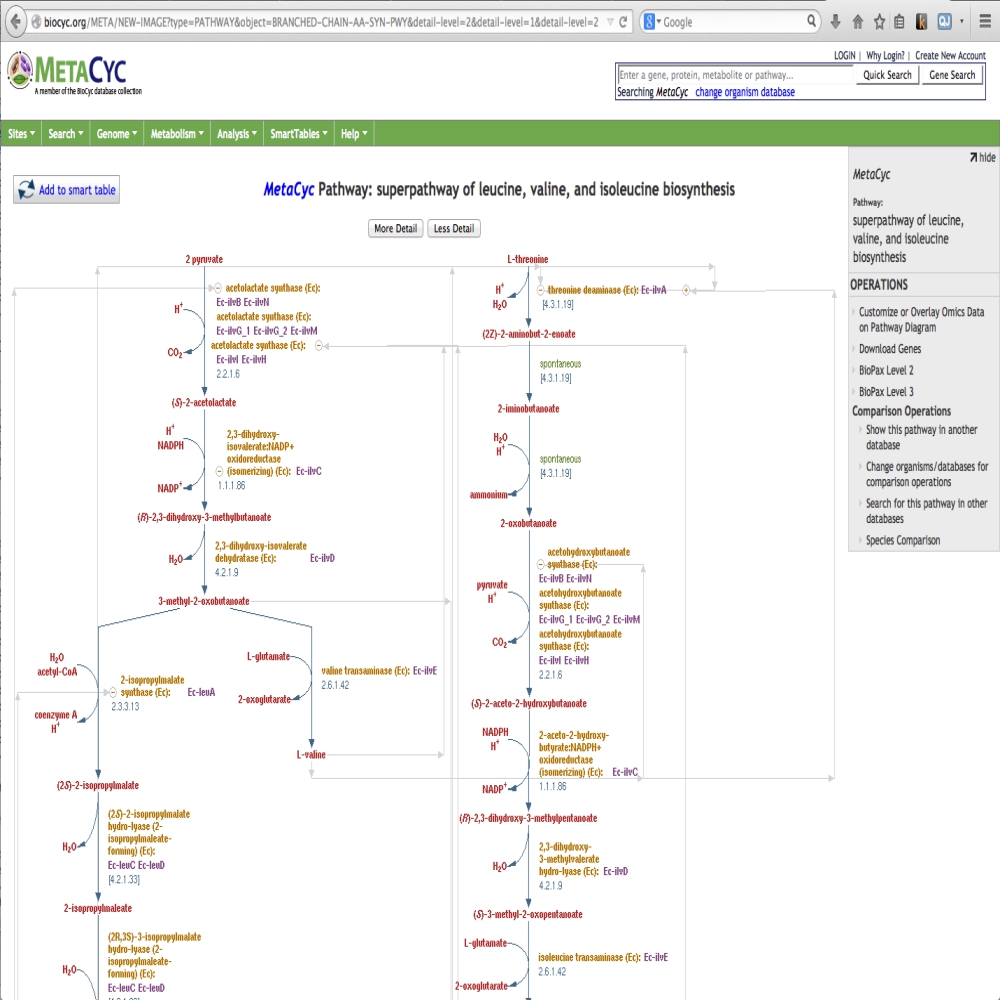 biocyc.org/META/NEW-IMAGE?type=PATHWAY&object=BRANCHED-CHAIN-AA-SYN-PWY&detail-level=2&detail-level=1&detail-level=2
Google
METACYC
A member of the BioCyc database collection
LOGIN | Why Login? | Create New Account
Enter a gene, protein, metabolite or pathway...
Quick Search
Gene Search
Searching MetaCyc change organism database
Sites
Search
Genome
Metabolism
Analysis
SmartTables
Help
Add to smart table
MetaCyc Pathway: superpathway of leucine, valine, and isoleucine biosynthesis
More Detail
Less Detail
2 pyruvate
acetolactate synthase (Ec):
Ec-ilvB Ec-ilvN
acetolactate synthase (Ec):
Ec-ilvG_1 Ec-ilvG_2 Ec-ilvM
acetolactate synthase (Ec):
Ec-ilvI Ec-ilvH
2.2.1.6
H+
CO2
(S)-2-acetolactate
H+
NADPH
NADP+
2,3-dihydroxy-
isovalerate:NADP+
oxidoreductase
(isomerizing) (Ec): Ec-ilvC
1.1.1.86
(R)-2,3-dihydroxy-3-methylbutanoate
H2O
2,3-dihydroxy-isovalerate
dehydratase (Ec): Ec-ilvD
4.2.1.9
3-methyl-2-oxobutanoate
H2O
acetyl-CoA
coenzyme A
H+
2-isopropylmalate
synthase (Ec): Ec-leuA
2.3.3.13
L-glutamate
2-oxoglutarate
valine transaminase (Ec): Ec-ilvE
2.6.1.42
L-valine
(2S)-2-isopropylmalate
H2O
(2S)-2-isopropylmalate
hydro-lyase (2-
isopropylmaleate-
forming) (Ec):
Ec-leuC Ec-leuD
[4.2.1.33]
2-isopropylmaleate
H2O
(2R,3S)-3-isopropylmalate
hydro-lyase (2-
isopropylmaleate-
forming) (Ec):
Ec-leuC Ec-leuD
L-threonine
H+
H2O
threonine deaminase (Ec): Ec-ilvA
[4.3.1.19]
(2Z)-2-aminobut-2-enoate
spontaneous
[4.3.1.19]
2-iminobutanoate
H2O
H+
ammonium
spontaneous
[4.3.1.19]
2-oxobutanoate
pyruvate
H+
CO2
acetohydroxybutanoate
synthase (Ec):
Ec-ilvB Ec-ilvN
acetohydroxybutanoate
synthase (Ec):
Ec-ilvG_1 Ec-ilvG_2 Ec-ilvM
acetohydroxybutanoate
synthase (Ec):
Ec-ilvI Ec-ilvH
2.2.1.6
(S)-2-aceto-2-hydroxybutanoate
NADPH
H+
NADP+
2-aceto-2-hydroxy-
butyrate:NADPH+
oxidoreductase
(isomerizing) (Ec): Ec-ilvC
1.1.1.86
(R)-2,3-dihydroxy-3-methylpentanoate
H2O
2,3-dihydroxy-
3-methylvalerate
hydro-lyase (Ec): Ec-ilvD
4.2.1.9
(S)-3-methyl-2-oxopentanoate
L-glutamate
2-oxoglutarate
isoleucine transaminase (Ec): Ec-ilvE
2.6.1.42
hide
MetaCyc
Pathway:
superpathway of leucine,
valine, and isoleucine
biosynthesis
OPERATIONS
Customize or Overlay Omics Data
on Pathway Diagram
Download Genes
BioPax Level 2
BioPax Level 3
Comparison Operations
Show this pathway in another
database
Change organisms/databases for
comparison operations
Search for this pathway in other
databases
Species Comparison